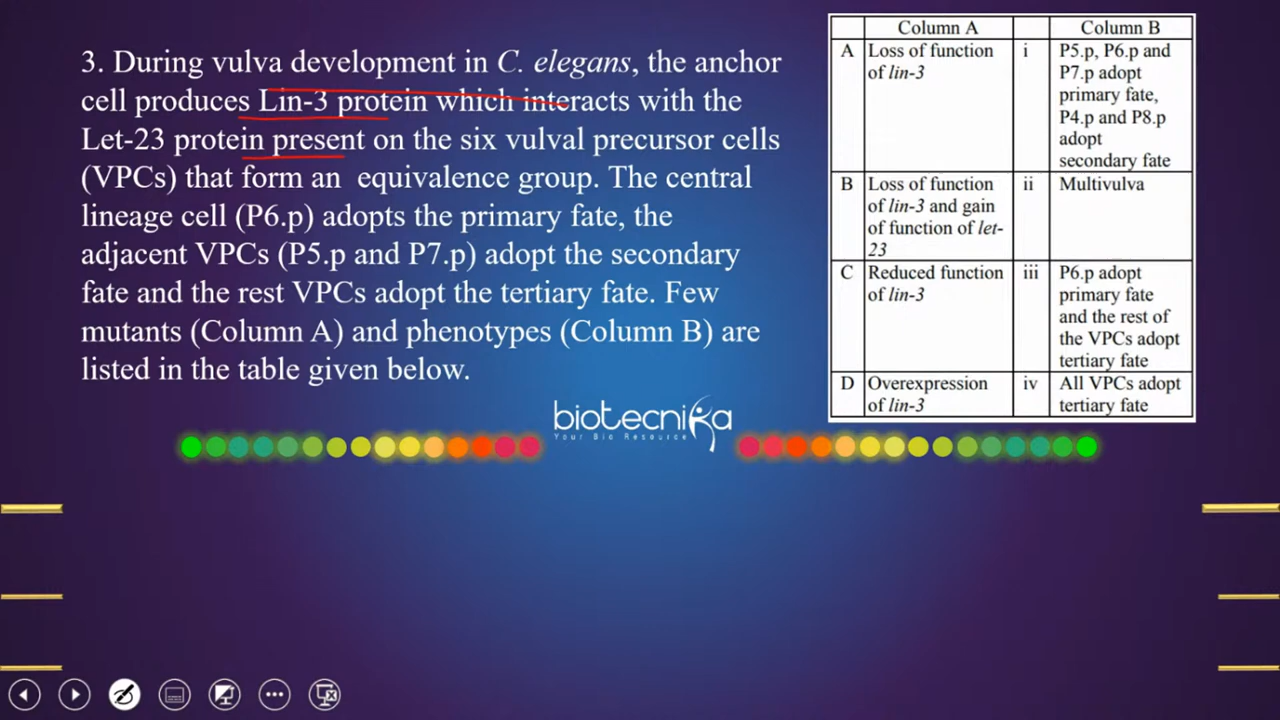 3. During vulva development in C. elegans, the anchor
cell produces Lin-3 protein which interacts with the
Let-23 protein present on the six vulval precursor cells
(VPCs) that form an equivalence group. The central
lineage cell (P6.p) adopts the primary fate, the
adjacent VPCs (P5.p and P7.p) adopt the secondary
fate and the rest VPCs adopt the tertiary fate. Few
mutants (Column A) and phenotypes (Column B) are
listed in the table given below.
Column A Column B
A Loss of function i P5.p, P6.p and
of lin-3 P7.p adopt
primary fate,
P4.p and P8.p
adopt
secondary fate
B Loss of function ii Multivulva
of lin-3 and gain
of function of let-
23
C Reduced function iii P6.p adopt
of lin-3 primary fate
and the rest of
the VPCs adopt
tertiary fate
D Overexpression iv All VPCs adopt
of lin-3 tertiary fate
biotecnika
Your Bio Resource